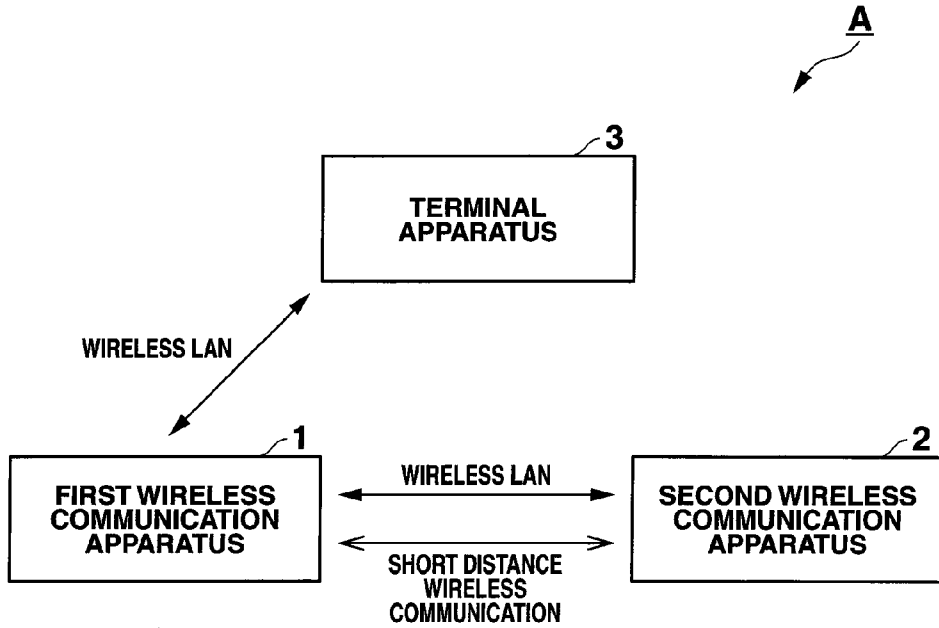 A
3
TERMINAL
APPARATUS
WIRELESS LAN
1
FIRST WIRELESS
COMMUNICATION
APPARATUS
WIRELESS LAN
SHORT DISTANCE
WIRELESS
COMMUNICATION
2
SECOND WIRELESS
COMMUNICATION
APPARATUS